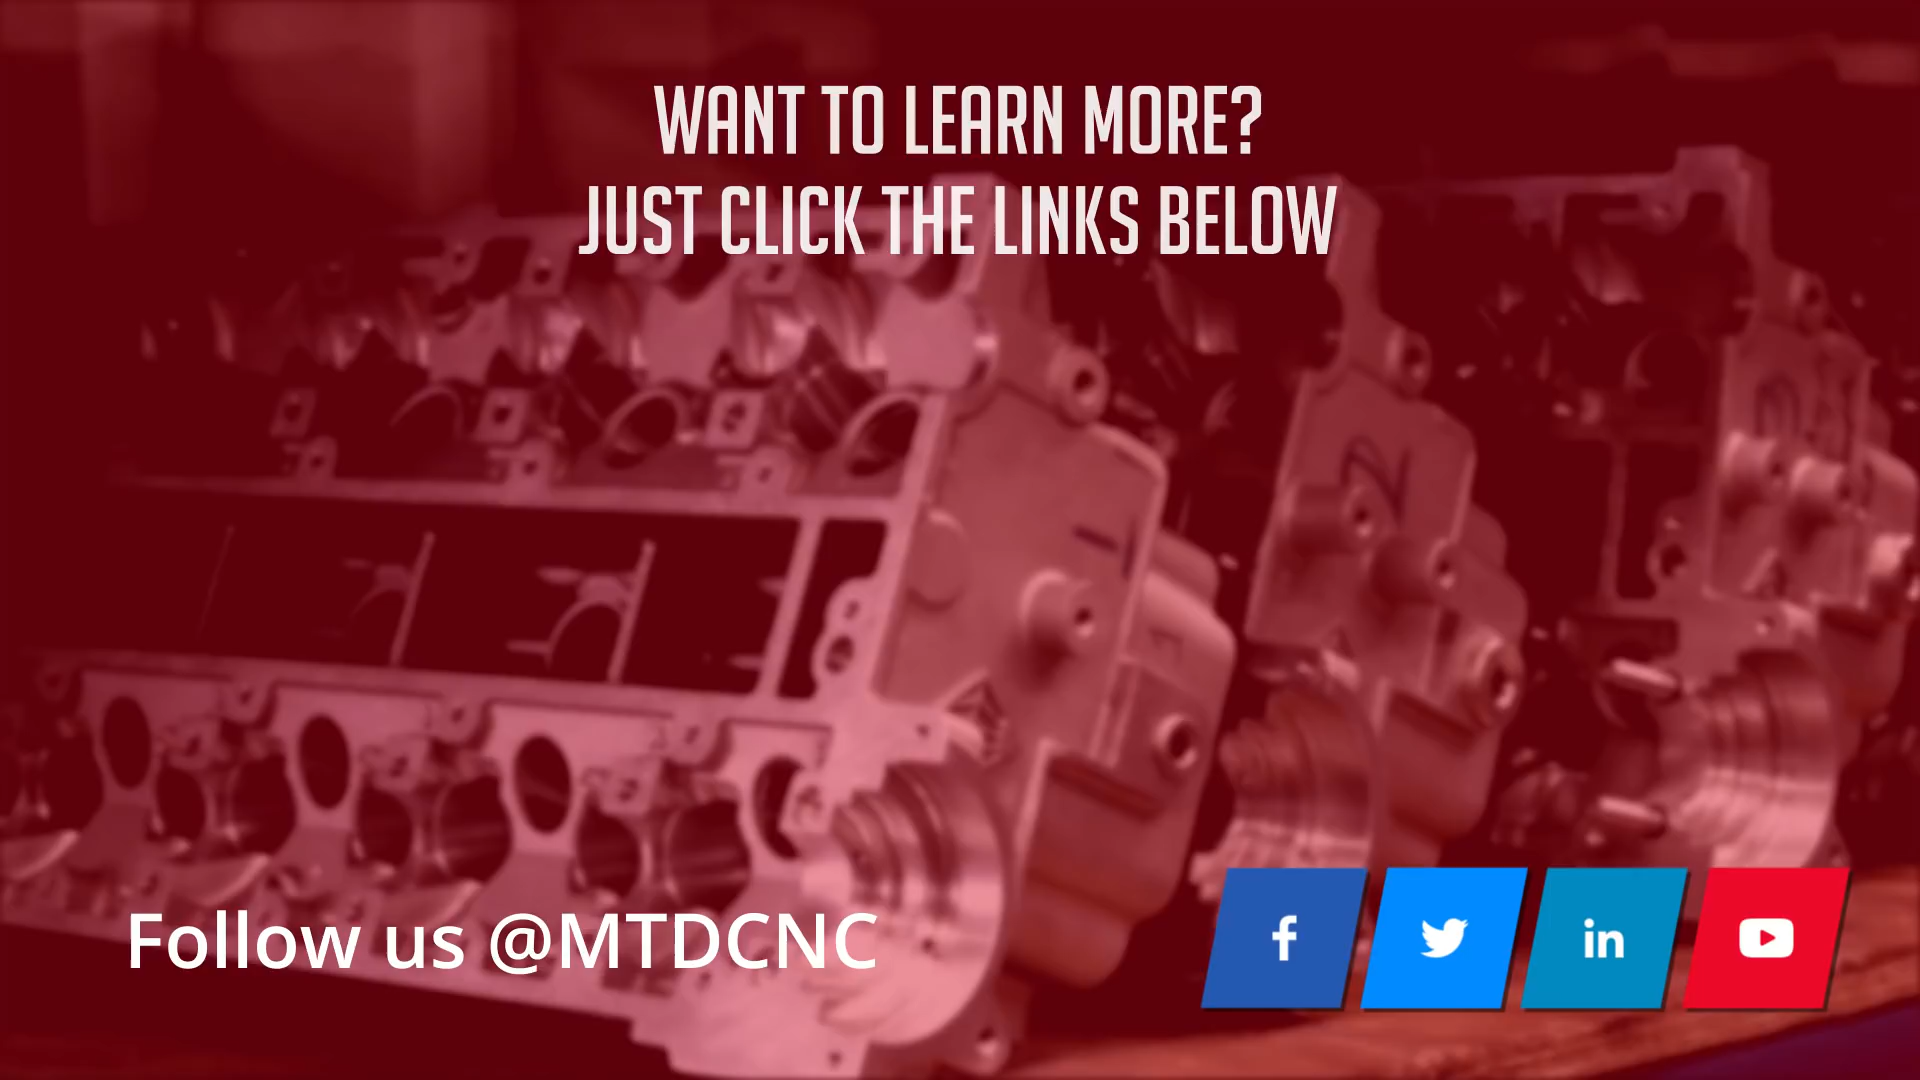 WANT TO LEARN MORE?
JUST CLICK THE LINKS BELOW
Follow us @MTDCNC
f
in